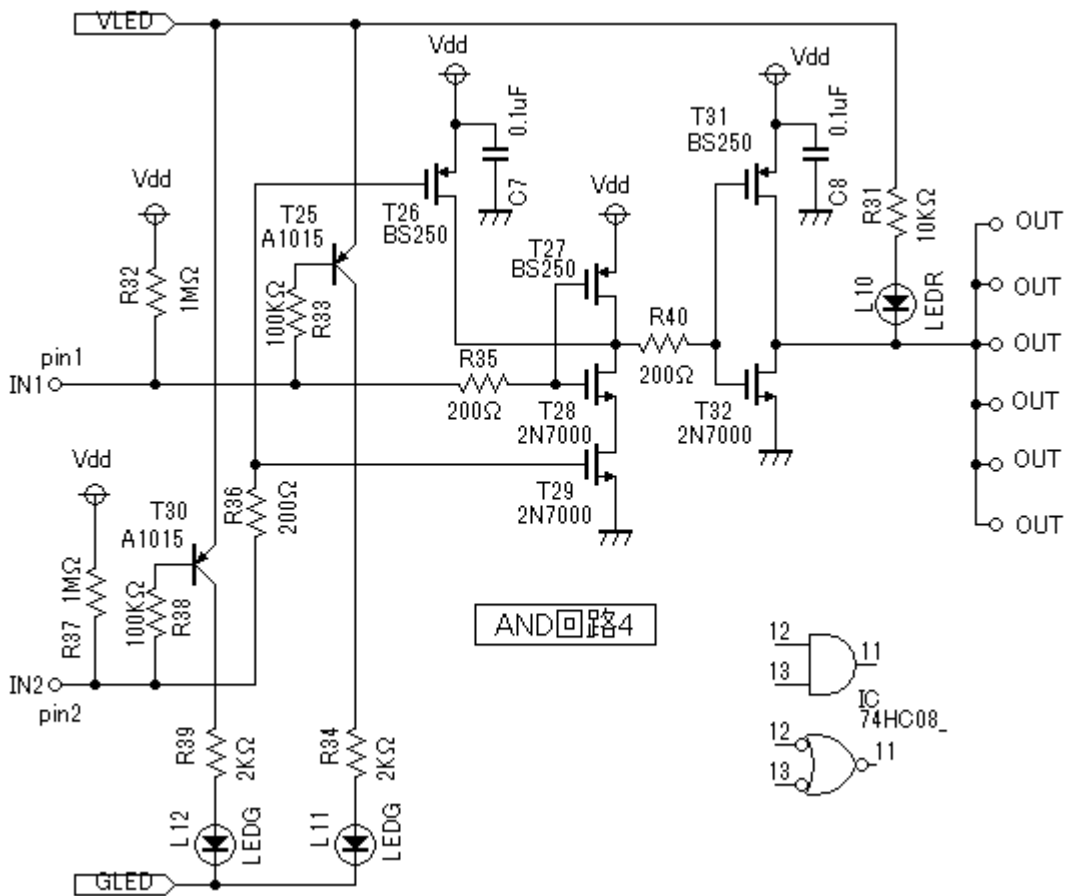 VLED
Vdd
Vdd
0.1uF
0.1uF
T31
BS250
C7
C8
Vdd
Vdd
T25
A1015
T26
BS250
T27
BS250
R31
10KΩ
OUT
R32
1MΩ
100KΩ
R33
L10
LEDR
OUT
pin1
IN1
R35
200Ω
R40
200Ω
OUT
T28
2N7000
T32
2N7000
OUT
Vdd
R36
200Ω
T29
2N7000
OUT
T30
A1015
OUT
R37
1MΩ
100KΩ
R38
AND回路4
12
13
11
IN2
pin2
IC
74HC08_
R39
2KΩ
R34
2KΩ
12
13
11
L12
LEDG
L11
LEDG
GLED